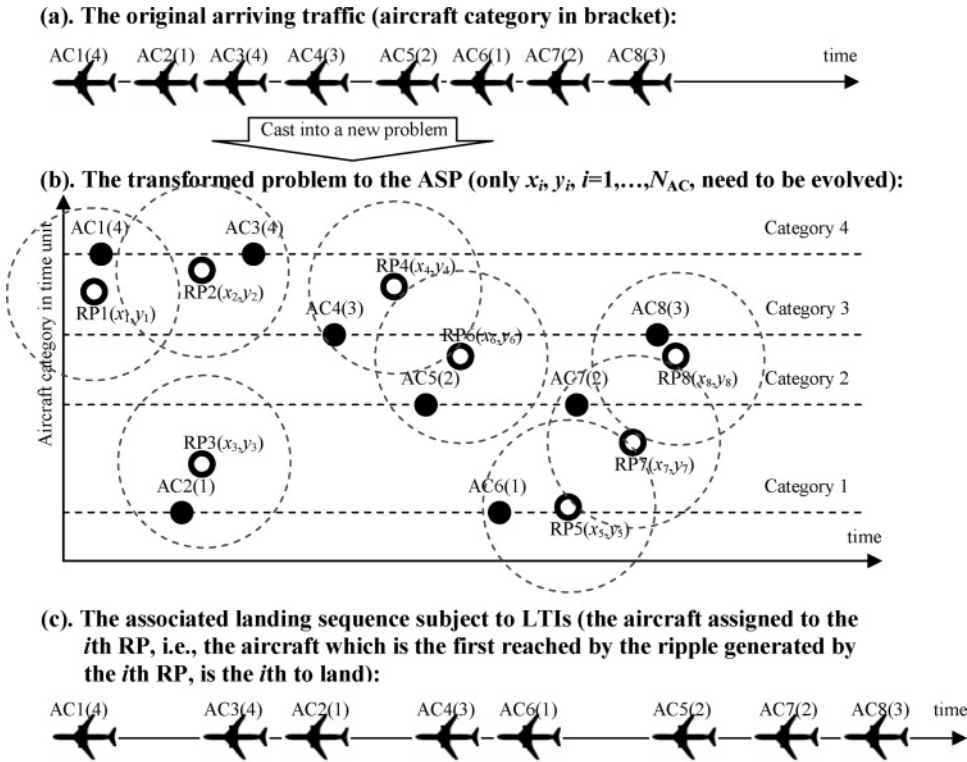 (a). The original arriving traffic (aircraft category in bracket):
AC1(4) AC2(1) AC3(4) AC4(3) AC5(2) AC6(1) AC7(2) AC8(3) time
Cast into a new problem
(b). The transformed problem to the ASP (only xᵢ, yᵢ, i=1,…,N_AC, need to be evolved):
Aircraft category in time unit
AC1(4) AC3(4) Category 4
RP4(x₄,y₄)
RP2(x₂,y₂)
RP1(x₁,y₁) AC4(3) AC8(3) Category 3
RP6(x₆,y₆)
AC5(2) AC7(2) RP8(x₈,y₈) Category 2
RP3(x₃,y₃)
RP7(x₇,y₇)
AC2(1) AC6(1) Category 1
RP5(x₅,y₅)
time
(c). The associated landing sequence subject to LTIs (the aircraft assigned to the
ith RP, i.e., the aircraft which is the first reached by the ripple generated by
the ith RP, is the ith to land):
AC1(4) AC3(4) AC2(1) AC4(3) AC6(1) AC5(2) AC7(2) AC8(3) time